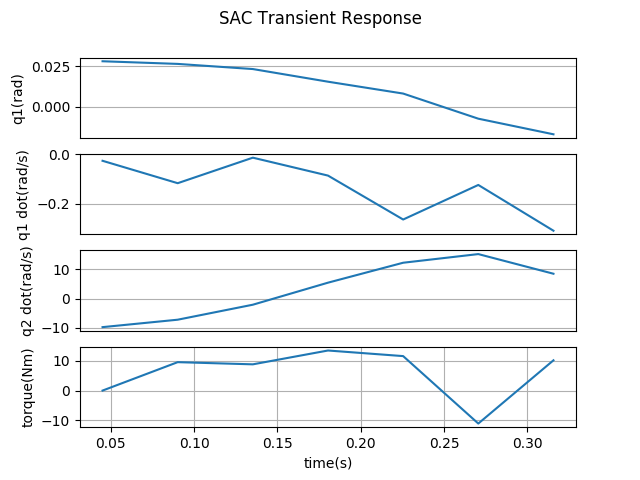 SAC Transient Response
q1(rad)
0.025
0.000
q1 dot(rad/s)
0.0
−0.2
q2 dot(rad/s)
10
0
−10
torque(Nm)
10
0
−10
0.05 0.10 0.15 0.20 0.25 0.30
time(s)